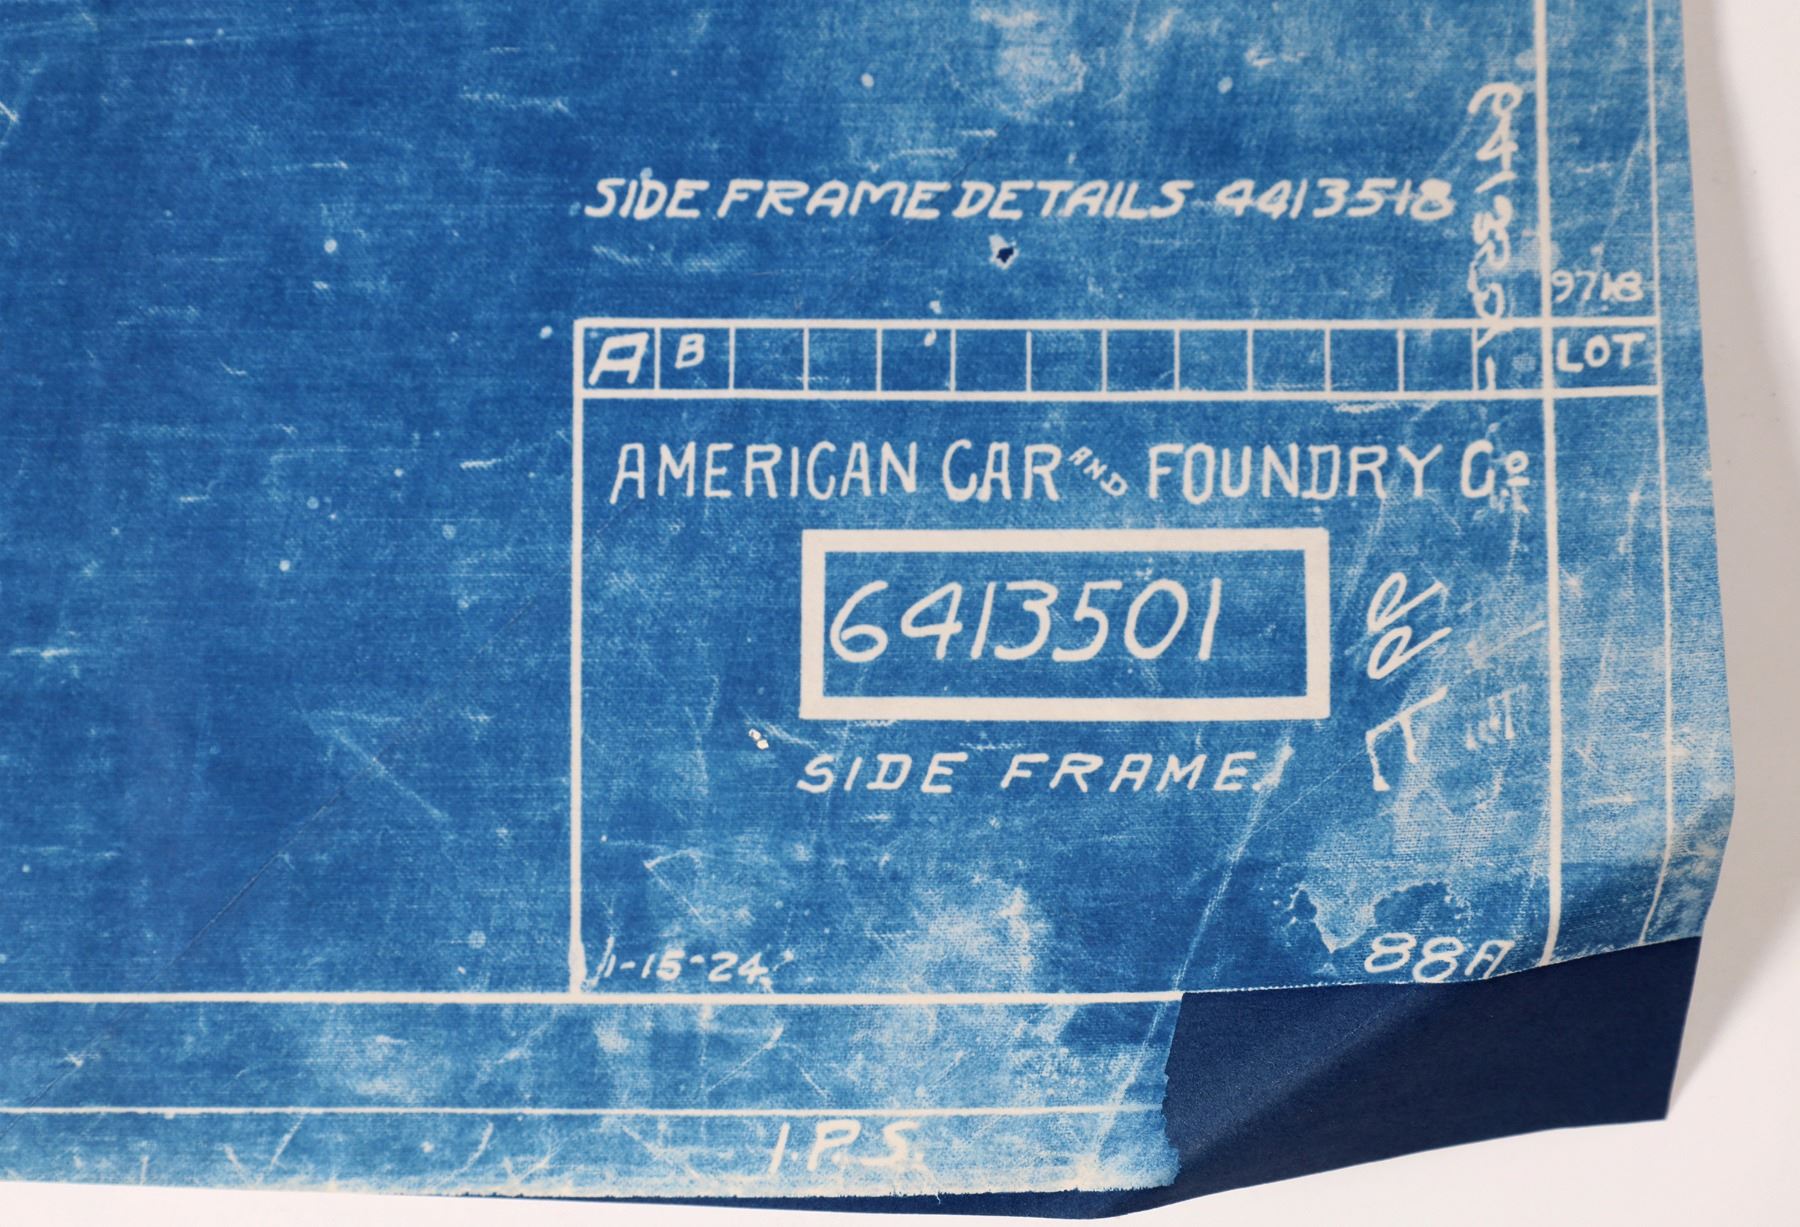 SIDE FRAME DETAILS 4413518
9718
A B
LOT
AMERICAN CAR AND FOUNDRY Co.
6413501
SIDE FRAME.
1-15-24
88A
I.P.S.